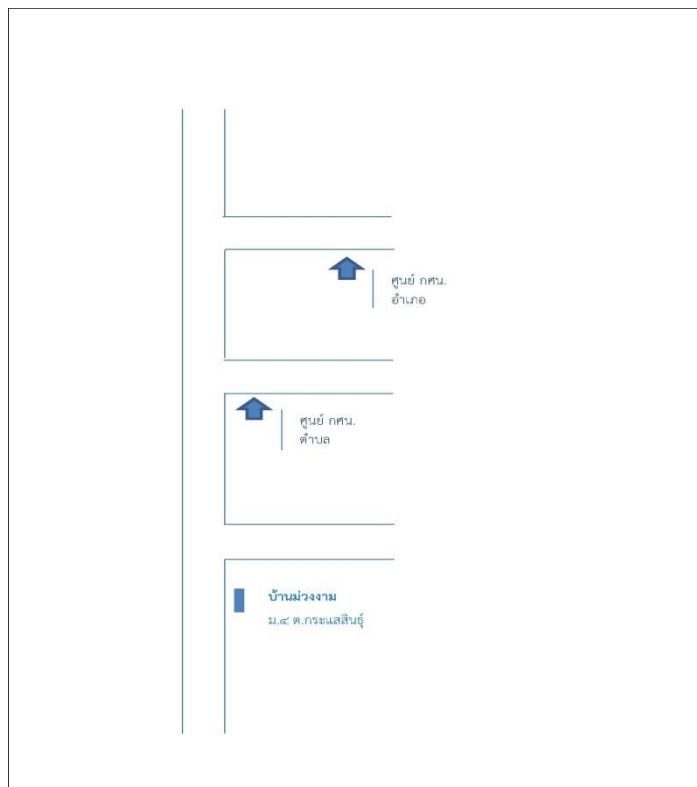 ศูนย์ กศน.
อำเภอ
ศูนย์ กศน.
ตำบล
บ้านม่วงงาม
ม.๔ ต.กระแสสินธุ์